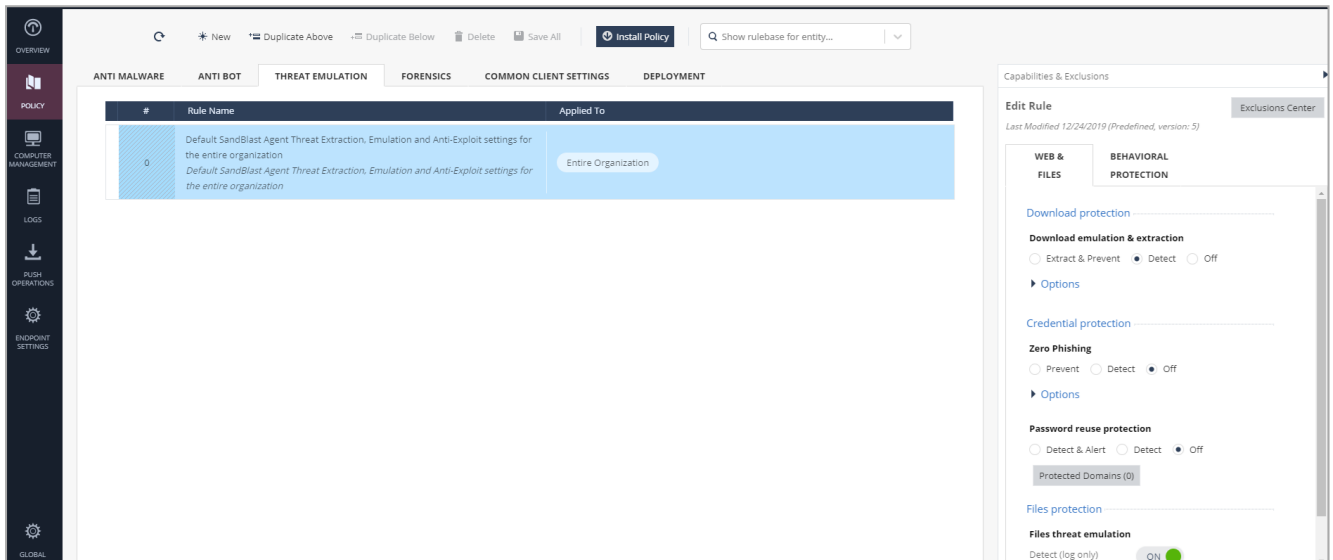 OVERVIEW
POLICY
COMPUTER
MANAGEMENT
LOGS
PUSH
OPERATIONS
ENDPOINT
SETTINGS
GLOBAL
New Duplicate Above Duplicate Below Delete Save All Install Policy Show rulebase for entity...
ANTI MALWARE ANTI BOT THREAT EMULATION FORENSICS COMMON CLIENT SETTINGS DEPLOYMENT
# Rule Name Applied To
0
Default SandBlast Agent Threat Extraction, Emulation and Anti-Exploit settings for
the entire organization
Default SandBlast Agent Threat Extraction, Emulation and Anti-Exploit settings for
the entire organization
Entire Organization
Capabilities & Exclusions
Edit Rule
Exclusions Center
Last Modified 12/24/2019 (Predefined, version: 5)
WEB &
FILES
BEHAVIORAL
PROTECTION
Download protection
Download emulation & extraction
Extract & Prevent Detect Off
Options
Credential protection
Zero Phishing
Prevent Detect Off
Options
Password reuse protection
Detect & Alert Detect Off
Protected Domains (0)
Files protection
Files threat emulation
Detect (log only) ON